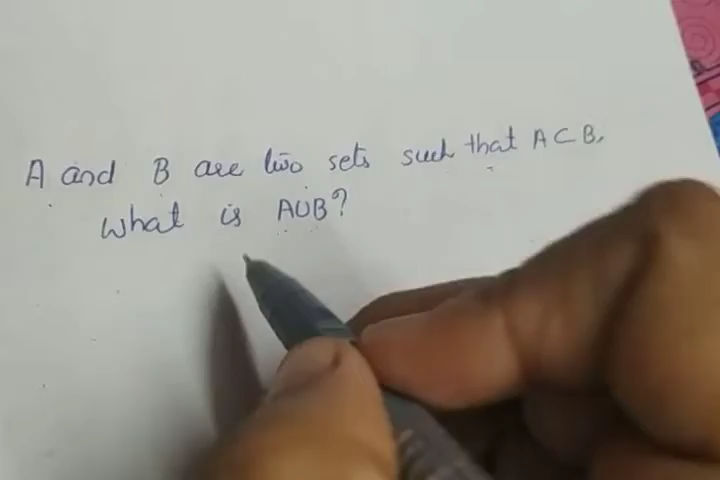 A and B are two sets such that A⊂B,
What is A∪B?